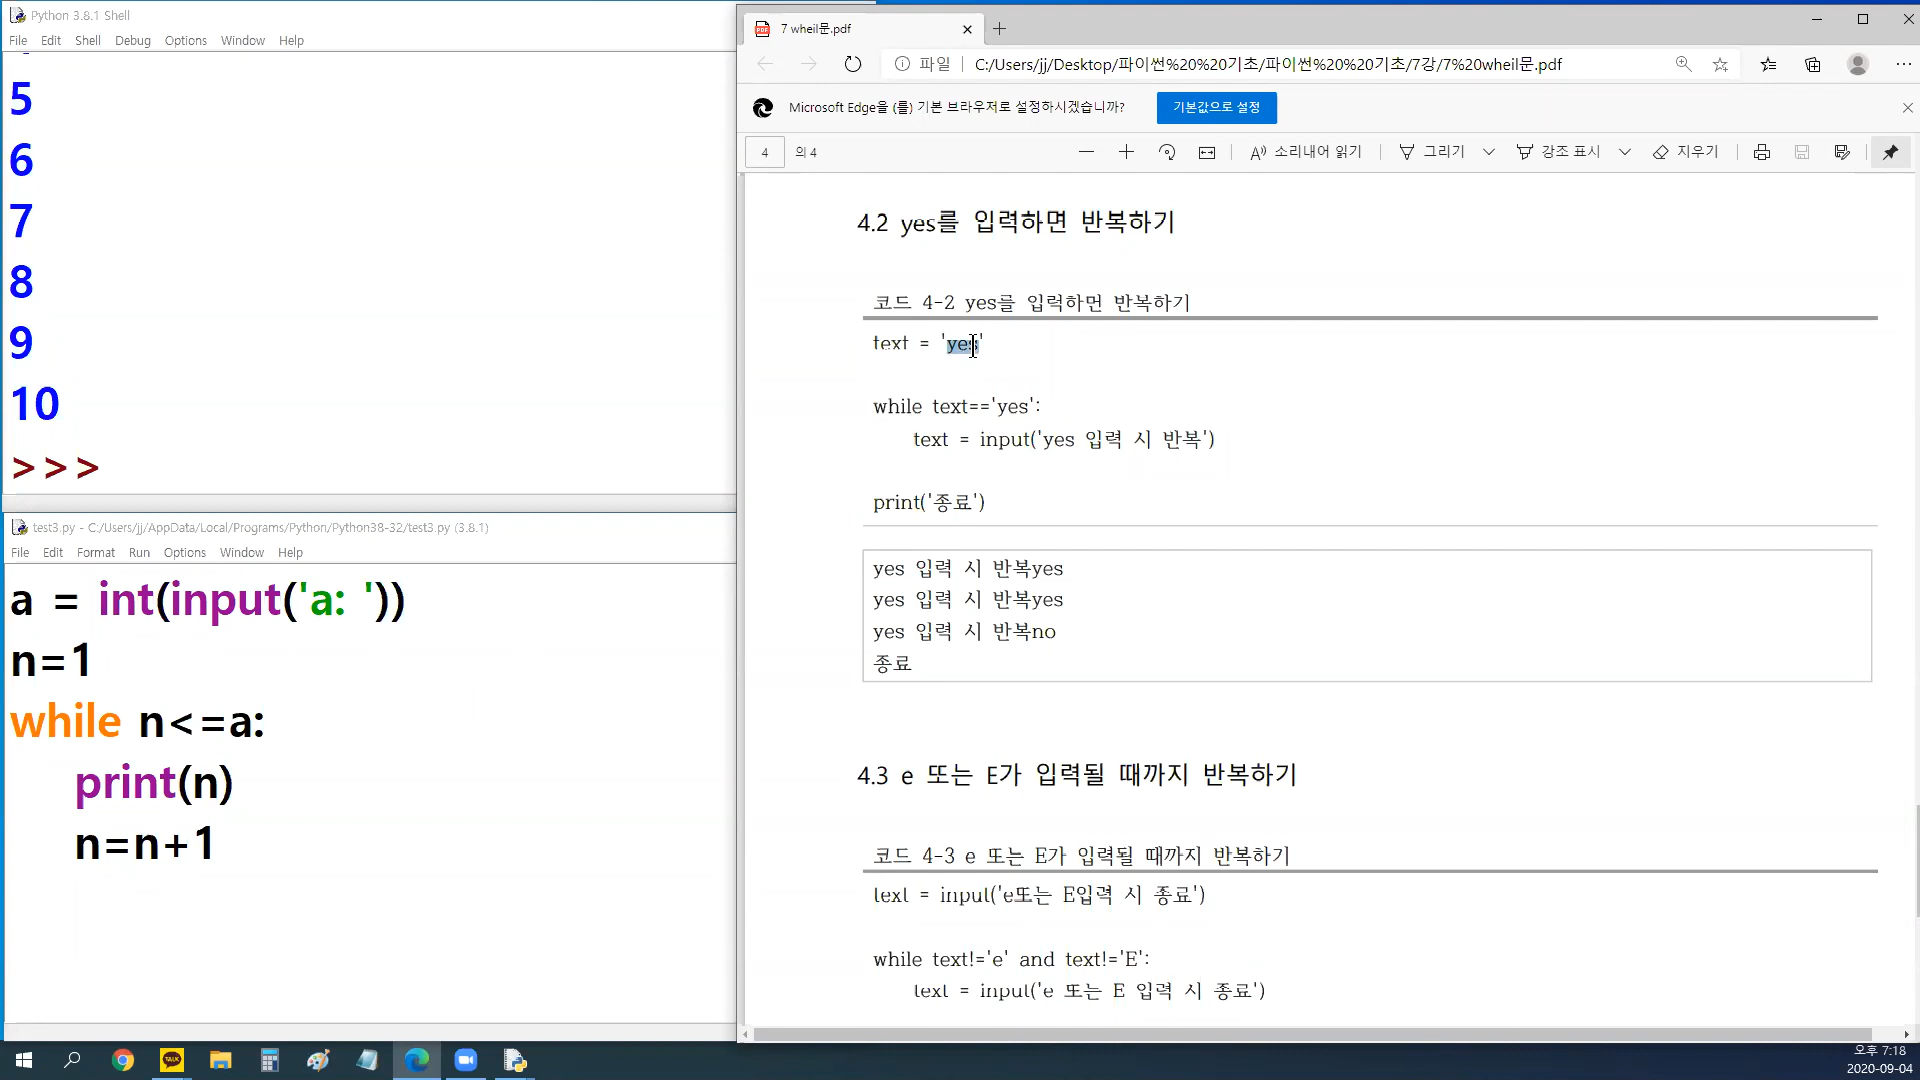 Python 3.8.1 Shell
File Edit Shell Debug Options Window Help
5
6
7
8
9
10
>>>
test3.py - C:/Users/jj/AppData/Local/Programs/Python/Python38-32/test3.py (3.8.1)
File Edit Format Run Options Window Help
a = int(input('a: '))
n=1
while n<=a:
print(n)
n=n+1
7 wheil문.pdf
파일 C:/Users/jj/Desktop/파이썬%20%20기초/파이썬%20%20기초/7강/7%20wheil문.pdf
Microsoft Edge을 (를) 기본 브라우저로 설정하시겠습니까? 기본값으로 설정
4 의 4 소리내어 읽기 그리기 강조 표시 지우기
4.2 yes를 입력하면 반복하기
코드 4-2 yes를 입력하면 반복하기
text = 'yes'
while text=='yes':
text = input('yes 입력 시 반복')
print('종료')
yes 입력 시 반복yes
yes 입력 시 반복yes
yes 입력 시 반복no
종료
4.3 e 또는 E가 입력될 때까지 반복하기
코드 4-3 e 또는 E가 입력될 때까지 반복하기
text = input('e또는 E입력 시 종료')
while text!='e' and text!='E':
text = input('e 또는 E 입력 시 종료')
TALK
오후 7:18
2020-09-04